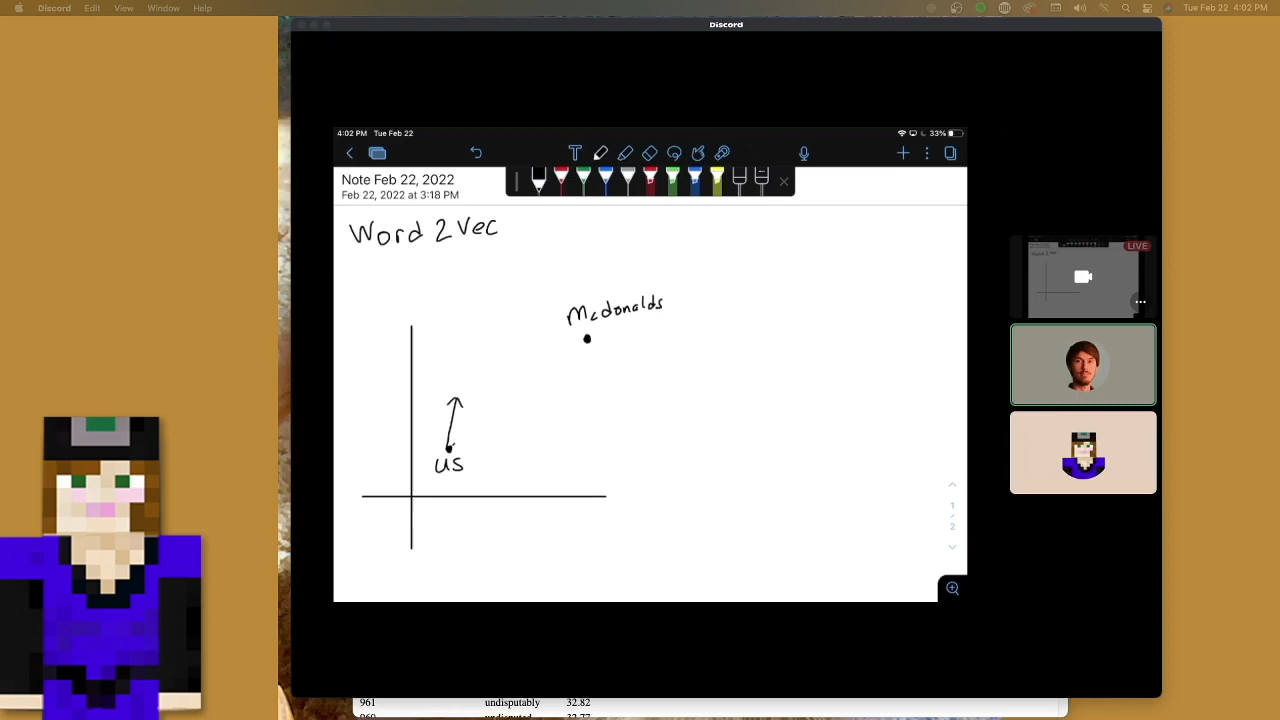 Discord Edit View Window Help
Tue Feb 22 4:02 PM
Discord
4:02 PM Tue Feb 22
33%
Note Feb 22, 2022
Feb 22, 2022 at 3:18 PM
Word 2 Vec
Mcdonalds
us
1
/
2
LIVE
961 undisputably 32.82